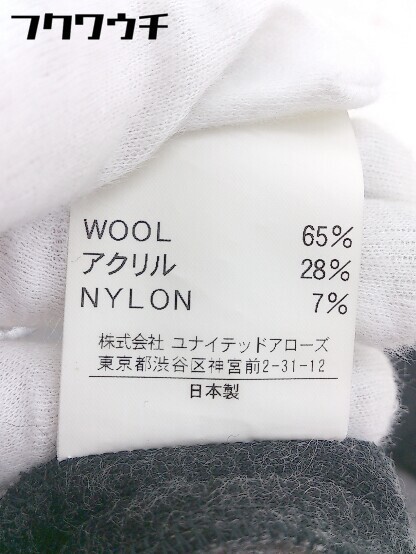 フクワウチ
WOOL 65%
アクリル 28%
NYLON 7%
株式会社 ユナイテッドアローズ
東京都渋谷区神宮前2-31-12
日本製